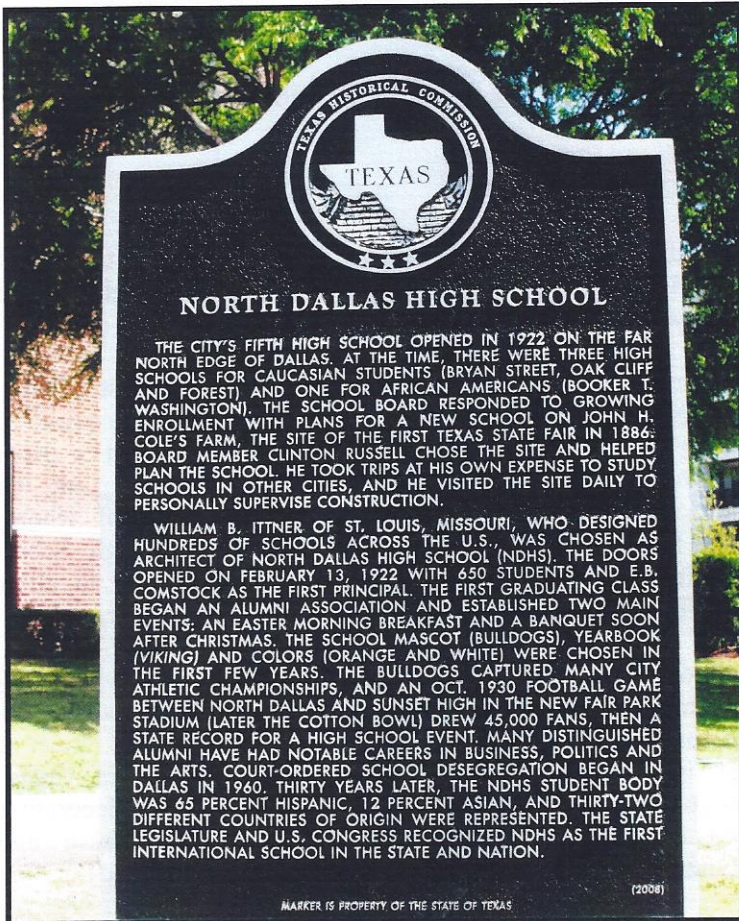 TEXAS HISTORICAL COMMISSION
TEXAS
NORTH DALLAS HIGH SCHOOL
THE CITY'S FIFTH HIGH SCHOOL OPENED IN 1922 ON THE FAR
NORTH EDGE OF DALLAS. AT THE TIME, THERE WERE THREE HIGH
SCHOOLS FOR CAUCASIAN STUDENTS (BRYAN STREET, OAK CLIFF
AND FOREST) AND ONE FOR AFRICAN AMERICANS (BOOKER T.
WASHINGTON). THE SCHOOL BOARD RESPONDED TO GROWING
ENROLLMENT WITH PLANS FOR A NEW SCHOOL ON JOHN H.
COLE'S FARM, THE SITE OF THE FIRST TEXAS STATE FAIR IN 1886.
BOARD MEMBER CLINTON RUSSELL CHOSE THE SITE AND HELPED
PLAN THE SCHOOL. HE TOOK TRIPS AT HIS OWN EXPENSE TO STUDY
SCHOOLS IN OTHER CITIES, AND HE VISITED THE SITE DAILY TO
PERSONALLY SUPERVISE CONSTRUCTION.
WILLIAM B. ITTNER OF ST. LOUIS, MISSOURI, WHO DESIGNED
HUNDREDS OF SCHOOLS ACROSS THE U.S., WAS CHOSEN AS
ARCHITECT OF NORTH DALLAS HIGH SCHOOL (NDHS). THE DOORS
OPENED ON FEBRUARY 13, 1922 WITH 650 STUDENTS AND E.B.
COMSTOCK AS THE FIRST PRINCIPAL. THE FIRST GRADUATING CLASS
BEGAN AN ALUMNI ASSOCIATION AND ESTABLISHED TWO MAIN
EVENTS: AN EASTER MORNING BREAKFAST AND A BANQUET SOON
AFTER CHRISTMAS. THE SCHOOL MASCOT (BULLDOGS), YEARBOOK
(VIKING) AND COLORS (ORANGE AND WHITE) WERE CHOSEN IN
THE FIRST FEW YEARS. THE BULLDOGS CAPTURED MANY CITY
ATHLETIC CHAMPIONSHIPS, AND AN OCT. 1930 FOOTBALL GAME
BETWEEN NORTH DALLAS AND SUNSET HIGH IN THE NEW FAIR PARK
STADIUM (LATER THE COTTON BOWL) DREW 45,000 FANS, THEN A
STATE RECORD FOR A HIGH SCHOOL EVENT. MANY DISTINGUISHED
ALUMNI HAVE HAD NOTABLE CAREERS IN BUSINESS, POLITICS AND
THE ARTS. COURT-ORDERED SCHOOL DESEGREGATION BEGAN IN
DALLAS IN 1960. THIRTY YEARS LATER, THE NDHS STUDENT BODY
WAS 65 PERCENT HISPANIC, 12 PERCENT ASIAN, AND THIRTY-TWO
DIFFERENT COUNTRIES OF ORIGIN WERE REPRESENTED. THE STATE
LEGISLATURE AND U.S. CONGRESS RECOGNIZED NDHS AS THE FIRST
INTERNATIONAL SCHOOL IN THE STATE AND NATION.
(2008)
MARKER IS PROPERTY OF THE STATE OF TEXAS